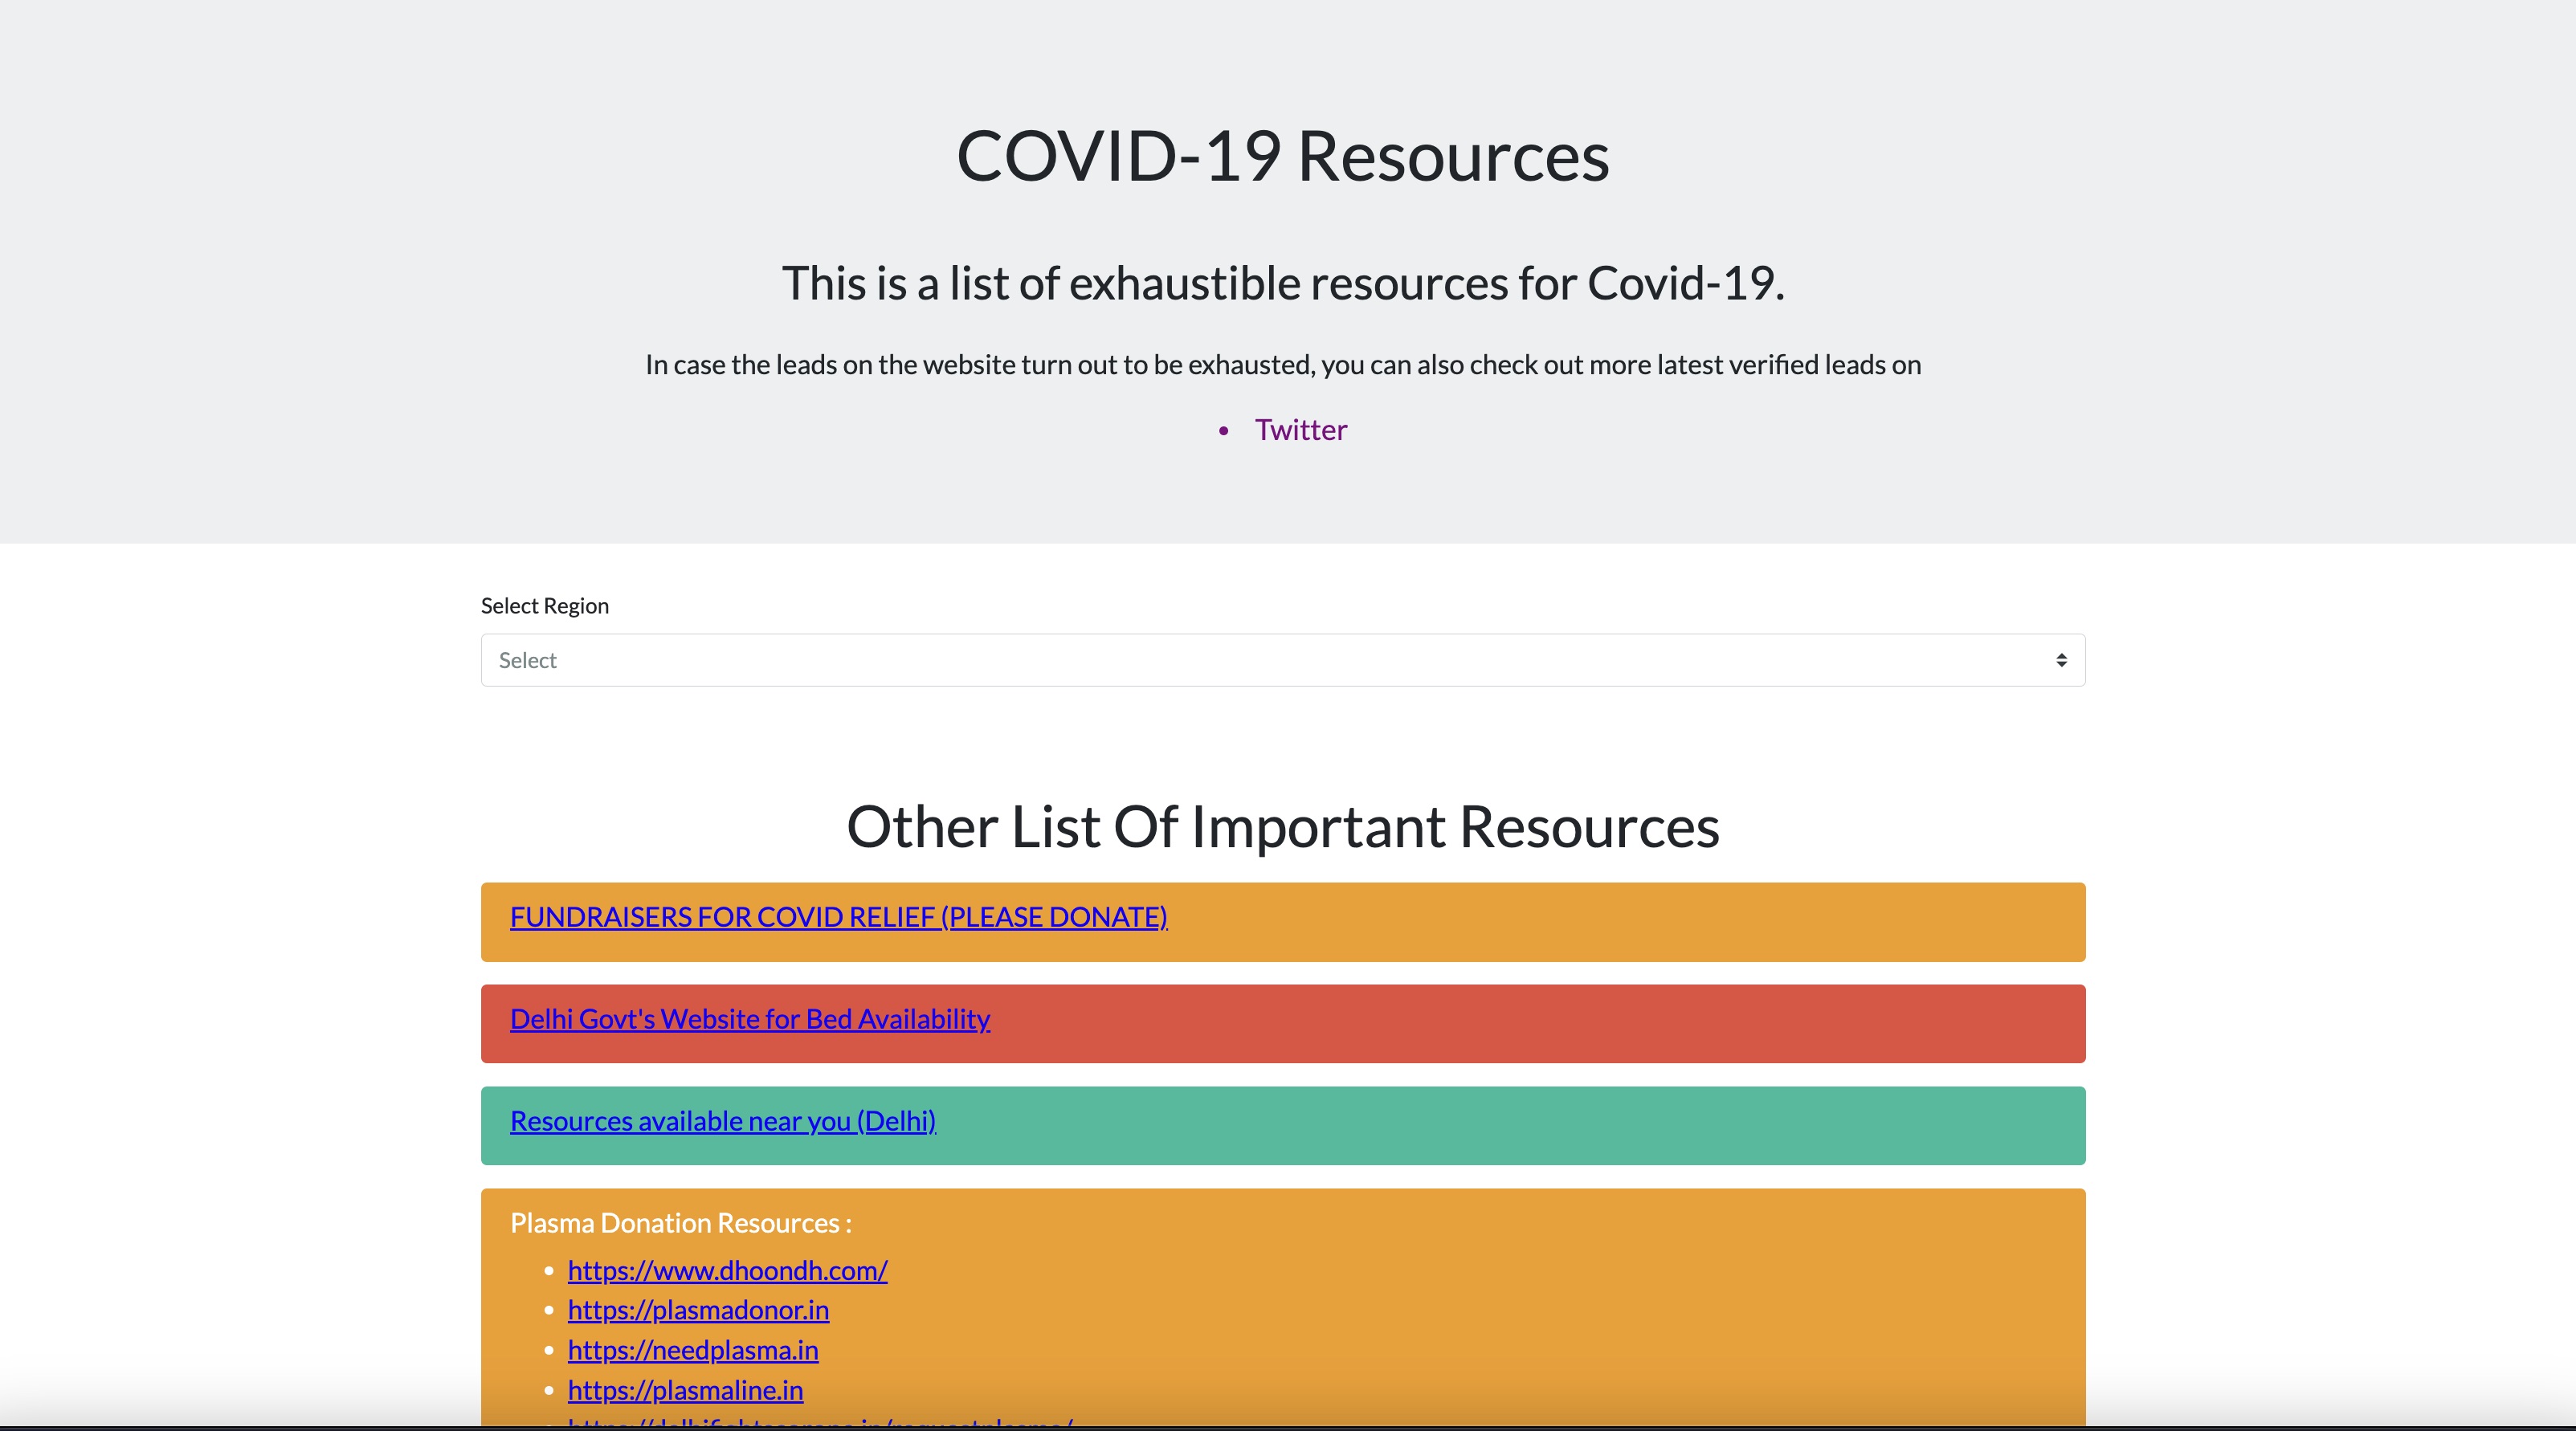 COVID-19 Resources
This is a list of exhaustible resources for Covid-19.
In case the leads on the website turn out to be exhausted, you can also check out more latest verified leads on
• Twitter
Select Region
Select
Other List Of Important Resources
FUNDRAISERS FOR COVID RELIEF (PLEASE DONATE)
Delhi Govt's Website for Bed Availability
Resources available near you (Delhi)
Plasma Donation Resources :
• https://www.dhoondh.com/
• https://plasmadonor.in
• https://needplasma.in
• https://plasmaline.in